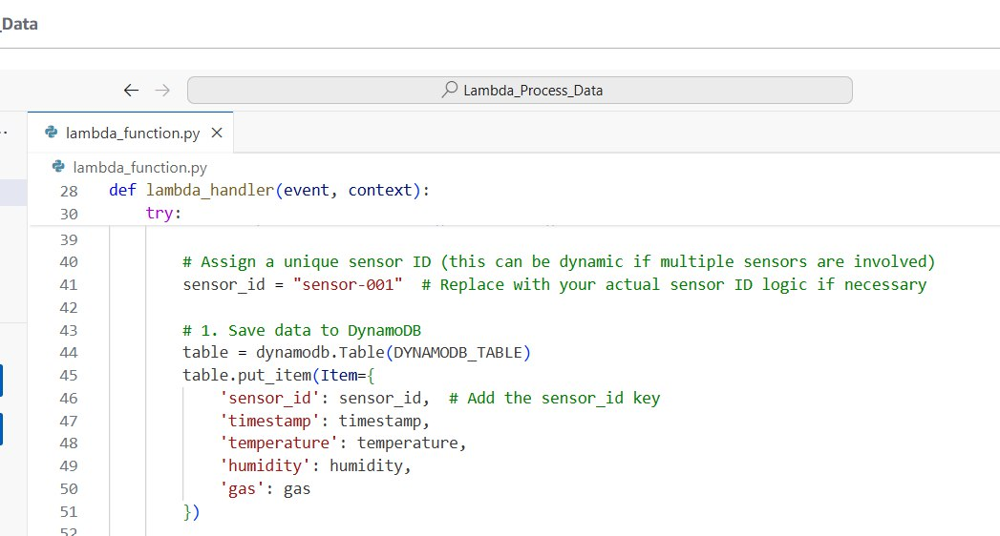 _Data
Lambda_Process_Data
lambda_function.py
lambda_function.py
28 def lambda_handler(event, context):
30 try:
39
40 # Assign a unique sensor ID (this can be dynamic if multiple sensors are involved)
41 sensor_id = "sensor-001" # Replace with your actual sensor ID logic if necessary
42
43 # 1. Save data to DynamoDB
44 table = dynamodb.Table(DYNAMODB_TABLE)
45 table.put_item(Item={
46 'sensor_id': sensor_id, # Add the sensor_id key
47 'timestamp': timestamp,
48 'temperature': temperature,
49 'humidity': humidity,
50 'gas': gas
51 })
52